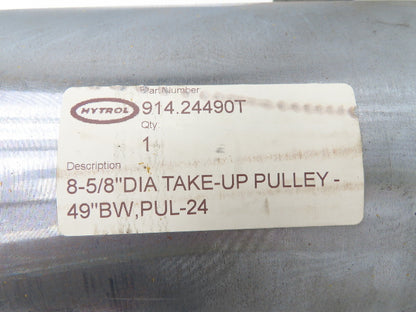 Part Number
HYTROL
914.24490T
Qty
1
Description
8-5/8"DIA TAKE-UP PULLEY -
49"BW,PUL-24